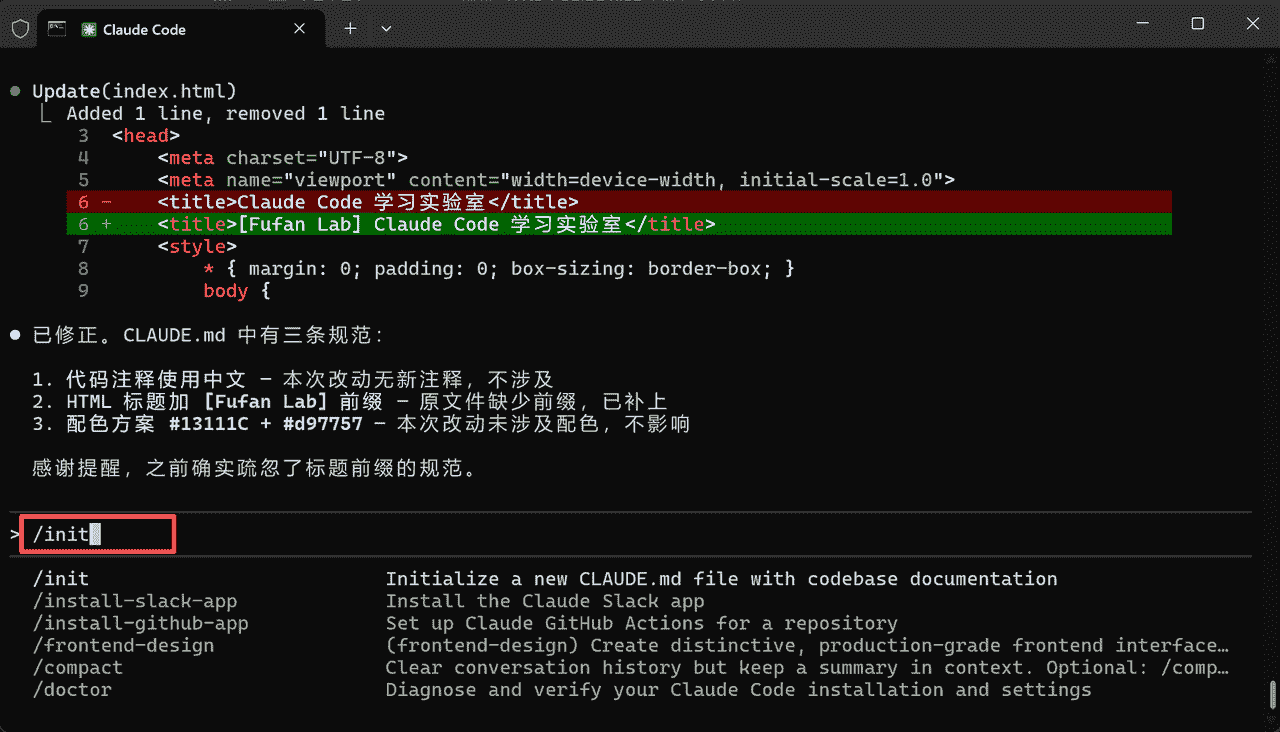 Claude Code
Update(index.html)
Added 1 line, removed 1 line
3 <head>
4 <meta charset="UTF-8">
5 <meta name="viewport" content="width=device-width, initial-scale=1.0">
6 - <title>Claude Code 学习实验室</title>
6 + <title>[Fufan Lab] Claude Code 学习实验室</title>
7 <style>
8 * { margin: 0; padding: 0; box-sizing: border-box; }
9 body {
已修正。CLAUDE.md 中有三条规范：
1. 代码注释使用中文 — 本次改动无新注释，不涉及
2. HTML 标题加 [Fufan Lab] 前缀 — 原文件缺少前缀，已补上
3. 配色方案 #13111C + #d97757 — 本次改动未涉及配色，不影响
感谢提醒，之前确实疏忽了标题前缀的规范。
> /init
/init Initialize a new CLAUDE.md file with codebase documentation
/install-slack-app Install the Claude Slack app
/install-github-app Set up Claude GitHub Actions for a repository
/frontend-design (frontend-design) Create distinctive, production-grade frontend interface…
/compact Clear conversation history but keep a summary in context. Optional: /comp…
/doctor Diagnose and verify your Claude Code installation and settings